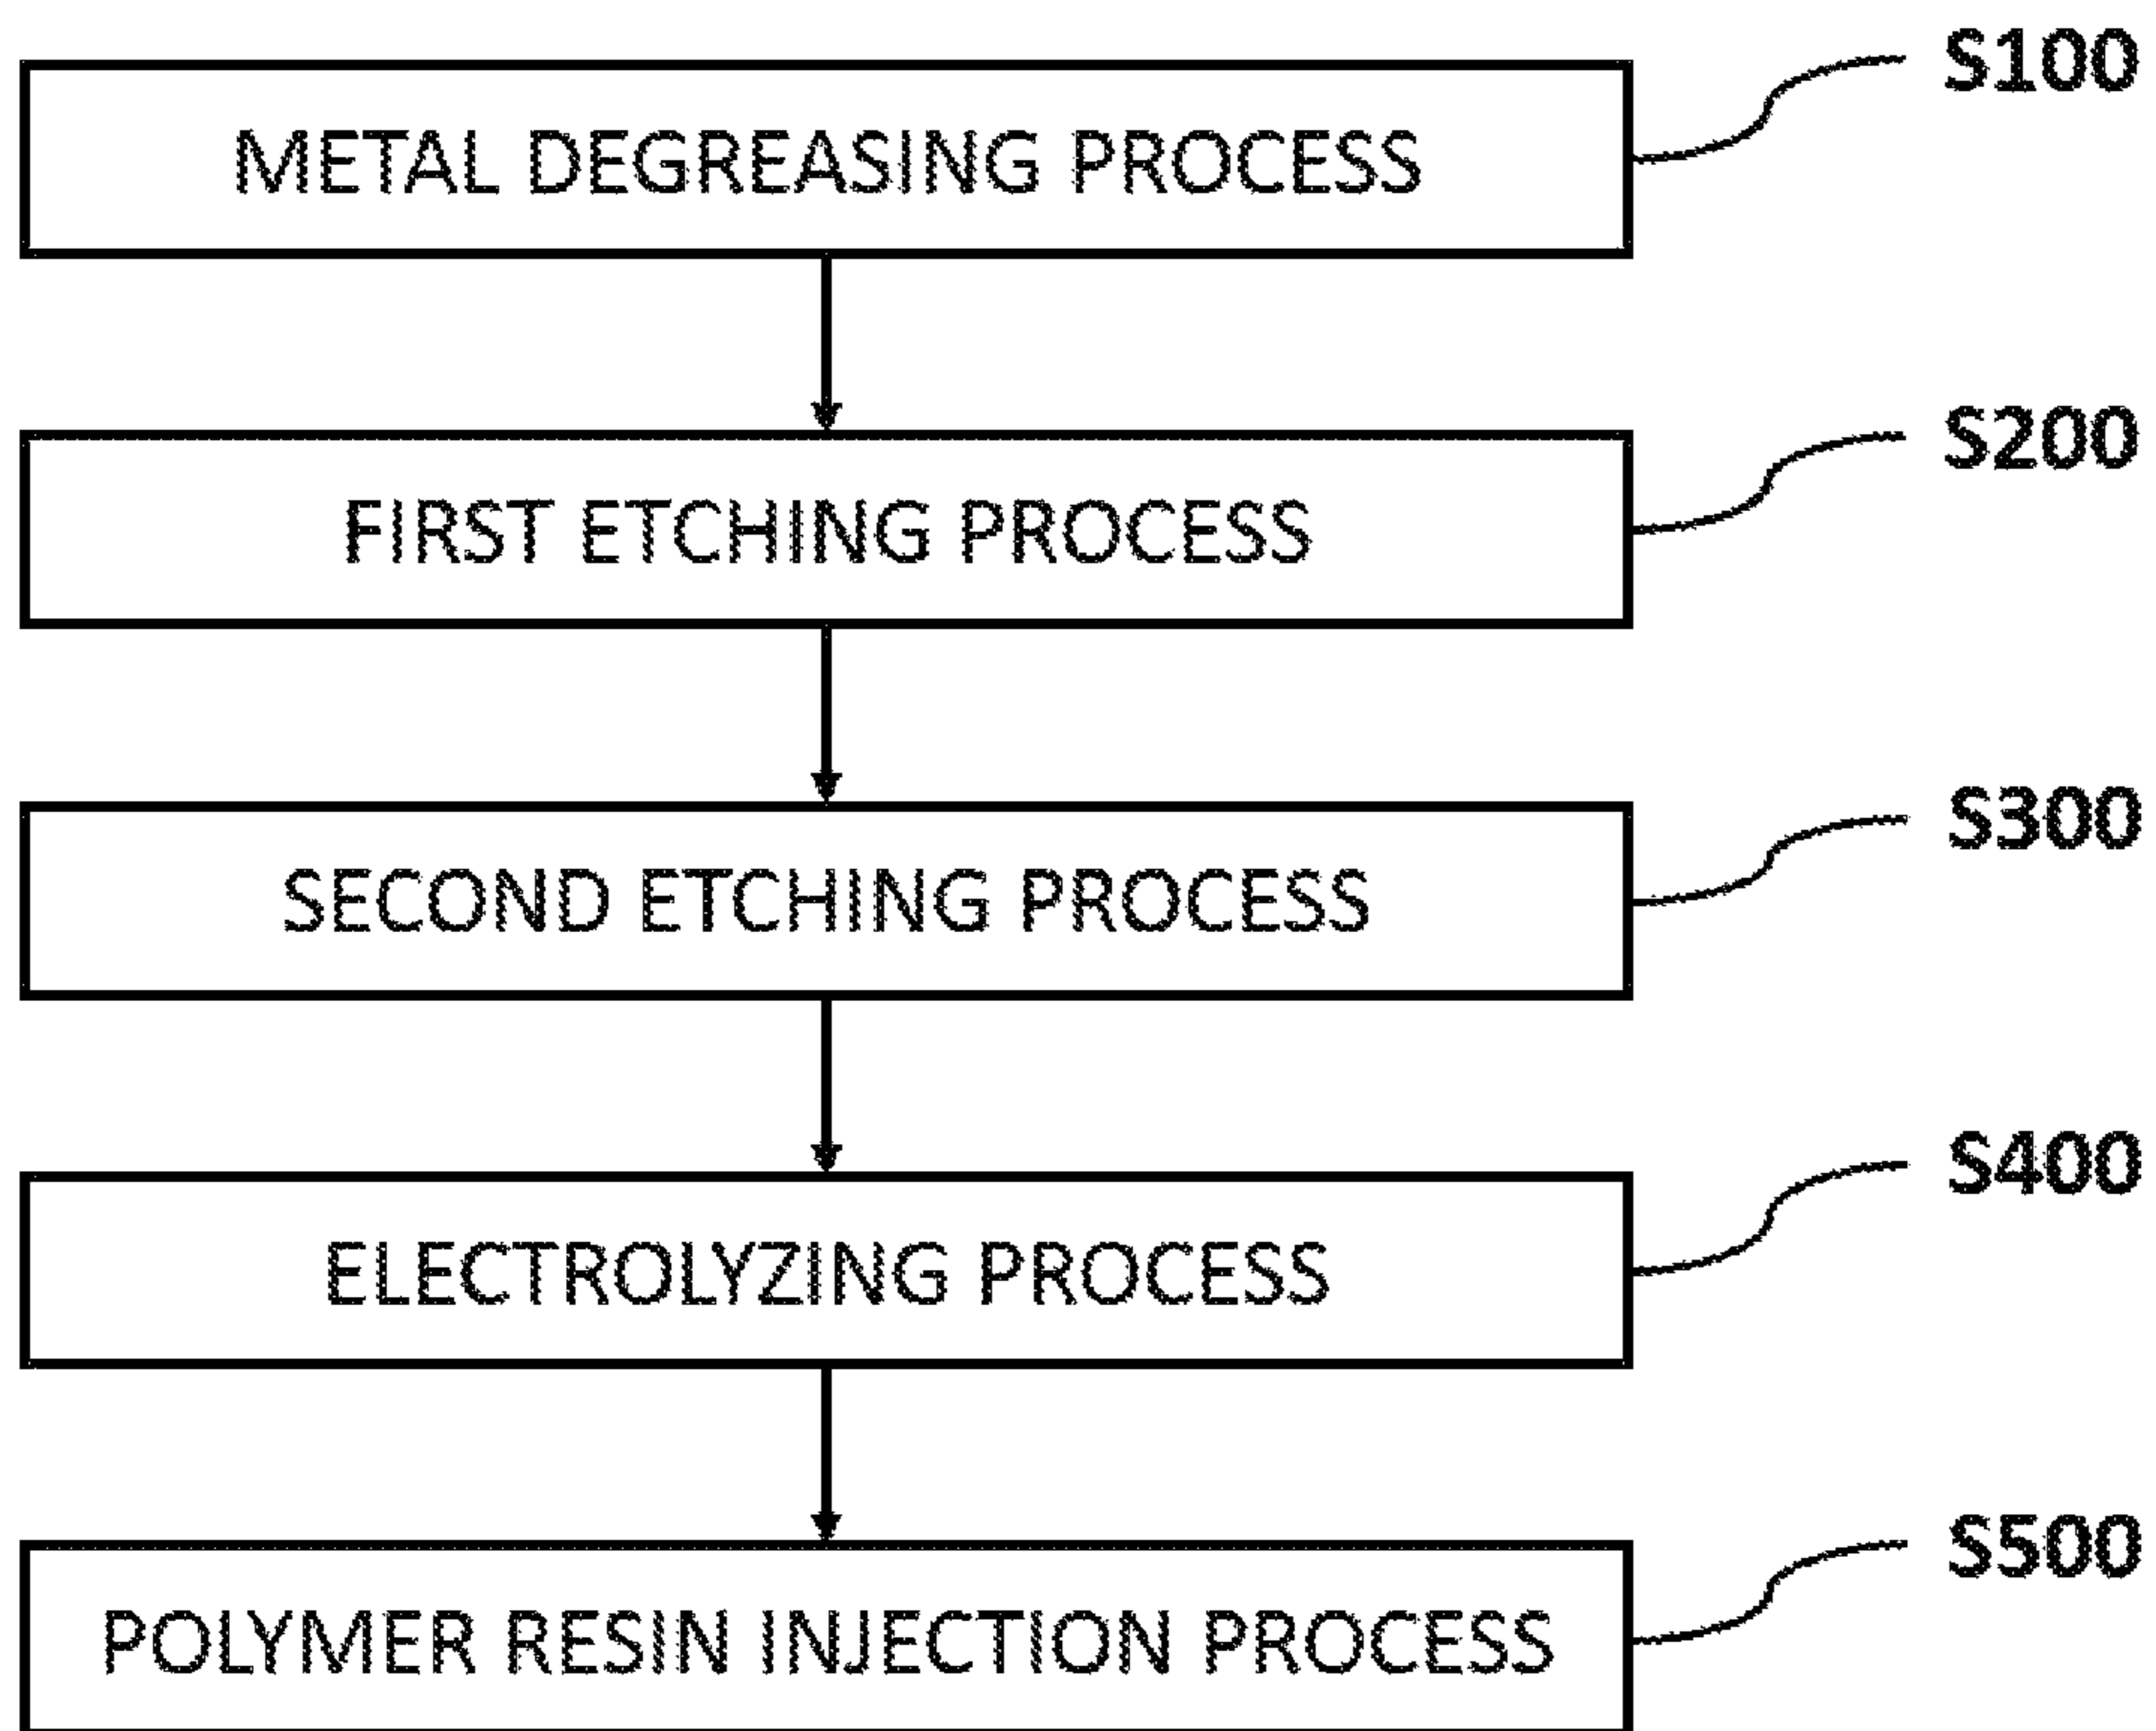 S100
METAL DEGREASING PROCESS
S200
FIRST ETCHING PROCESS
S300
SECOND ETCHING PROCESS
S400
ELECTROLYZING PROCESS
S500
POLYMER RESIN INJECTION PROCESS